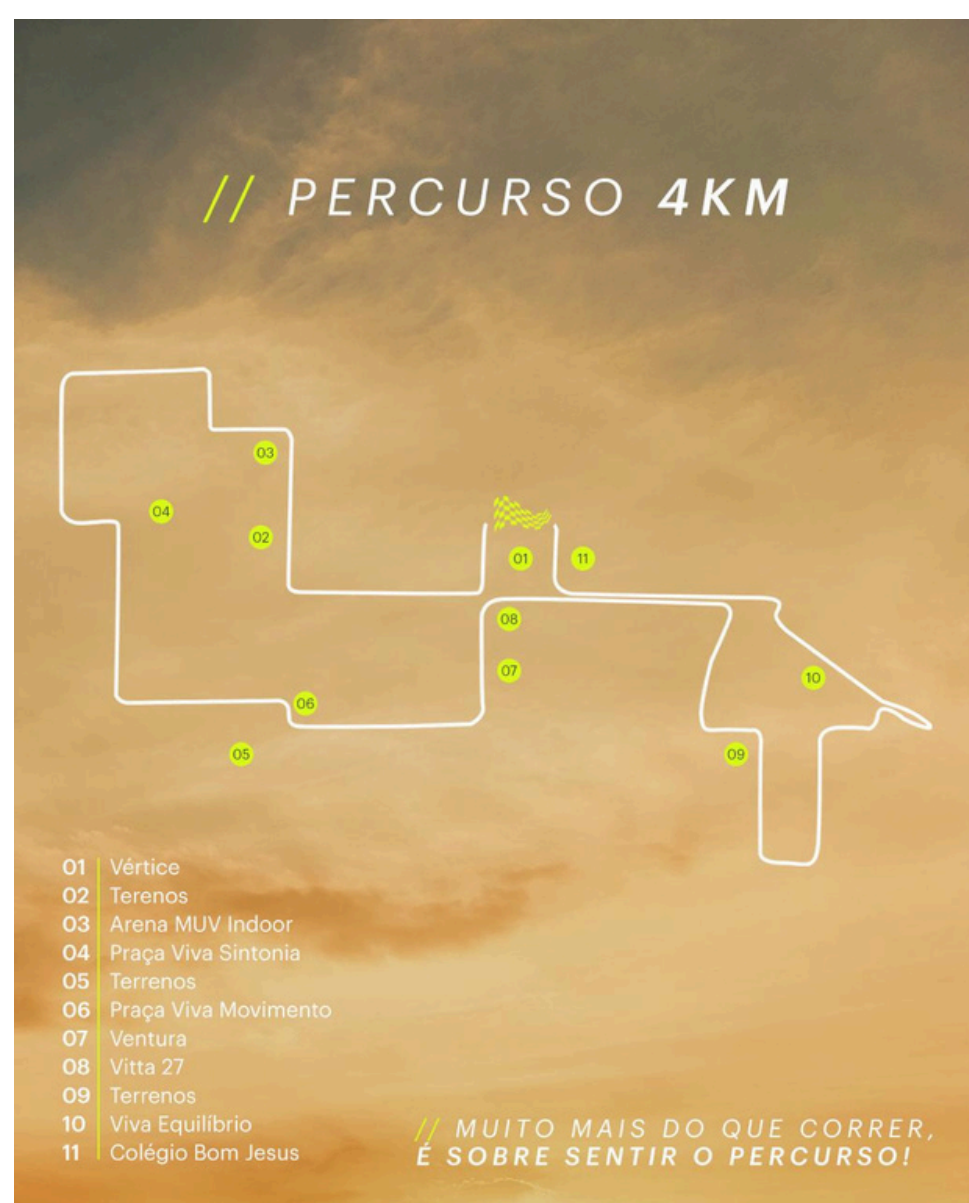 // PERCURSO 4KM
03
04
02
01
11
08
07
10
06
05
09
01 Vértice
02 Terenos
03 Arena MUV Indoor
04 Praça Viva Sintonia
05 Terrenos
06 Praça Viva Movimento
07 Ventura
08 Vitta 27
09 Terrenos
10 Viva Equilíbrio
11 Colégio Bom Jesus
// MUITO MAIS DO QUE CORRER,
É SOBRE SENTIR O PERCURSO!